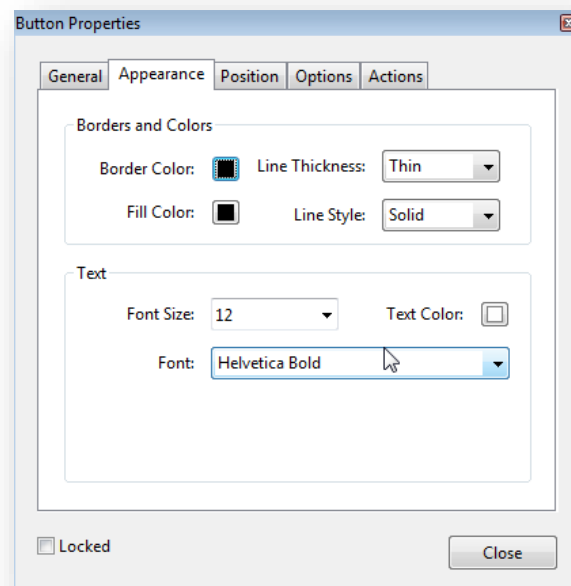 Button Properties
General Appearance Position Options Actions
Borders and Colors
Border Color: Line Thickness: Thin
Fill Color: Line Style: Solid
Text
Font Size: 12 Text Color:
Font: Helvetica Bold
Locked
Close